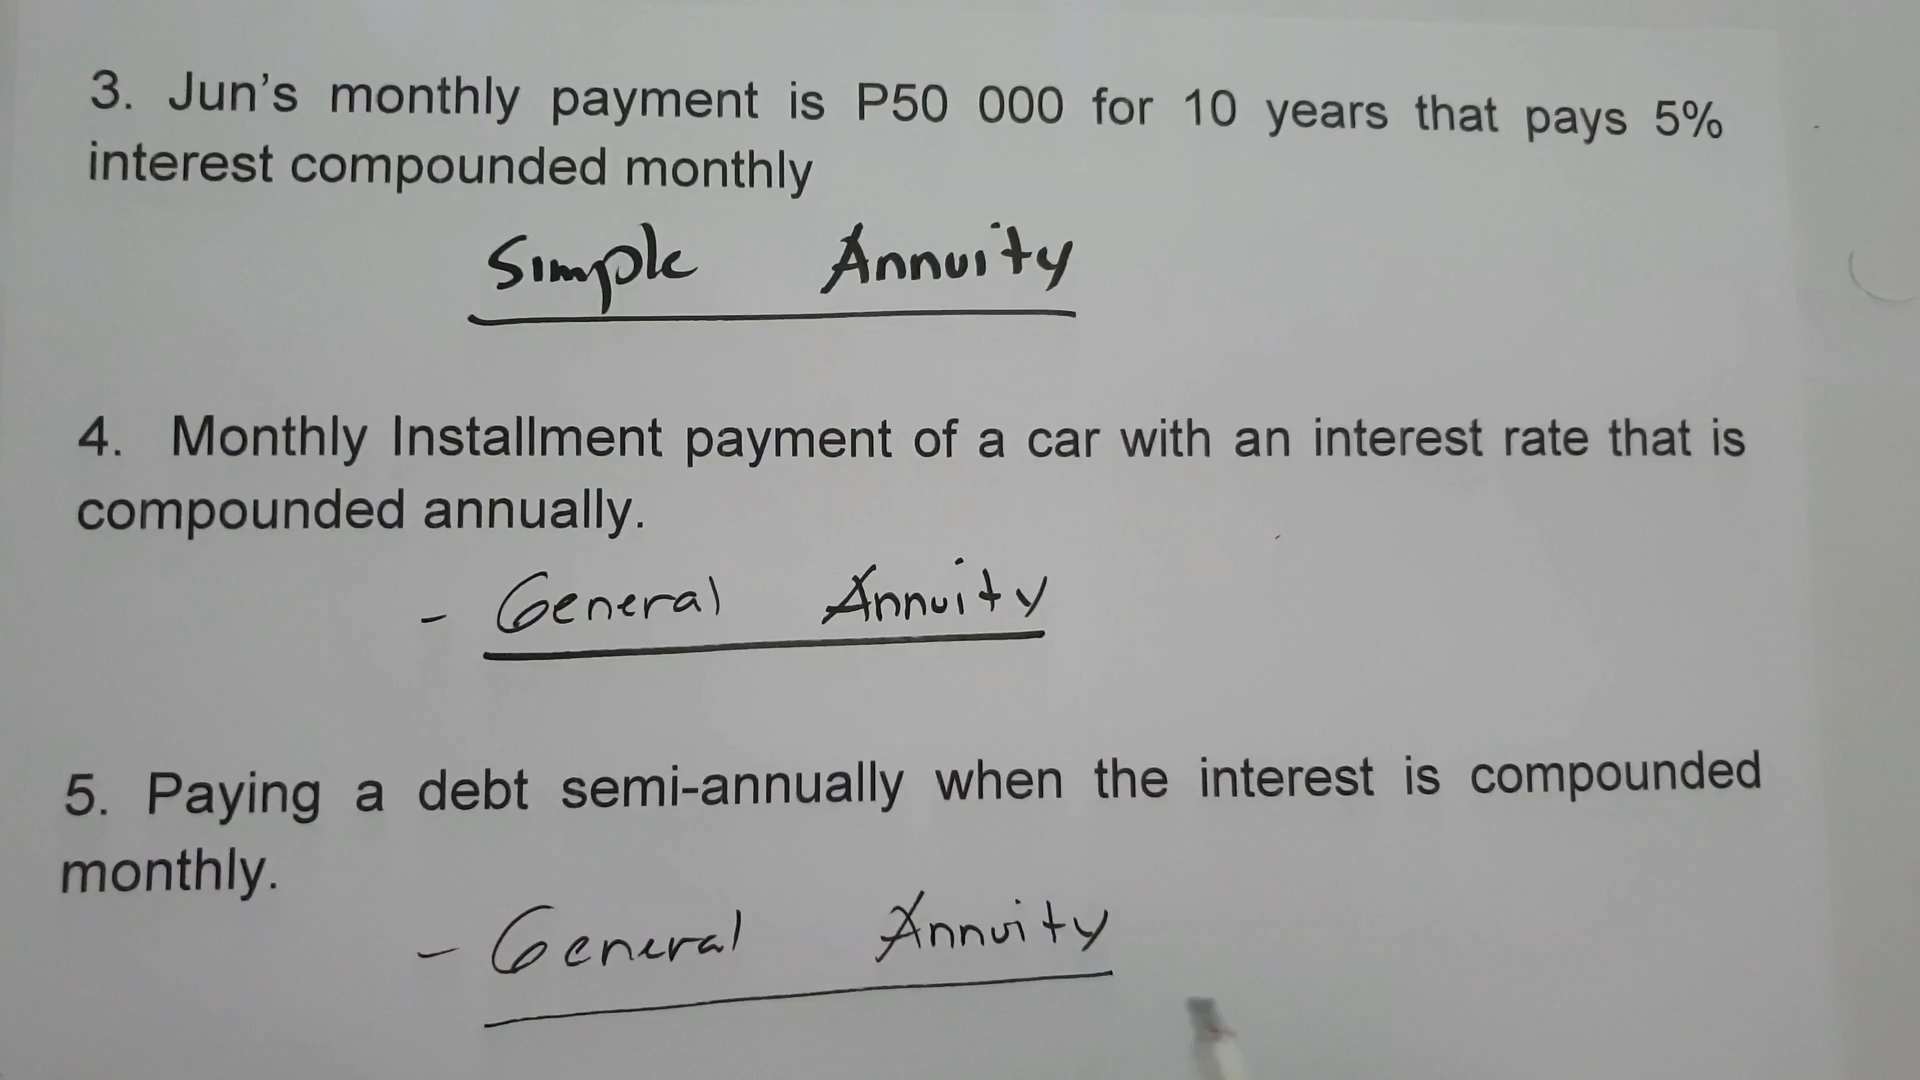 3. Jun's monthly payment is P50 000 for 10 years that pays 5%
interest compounded monthly
Simple Annuity
4. Monthly Installment payment of a car with an interest rate that is
compounded annually.
- General Annuity
5. Paying a debt semi-annually when the interest is compounded
monthly.
- General Annuity